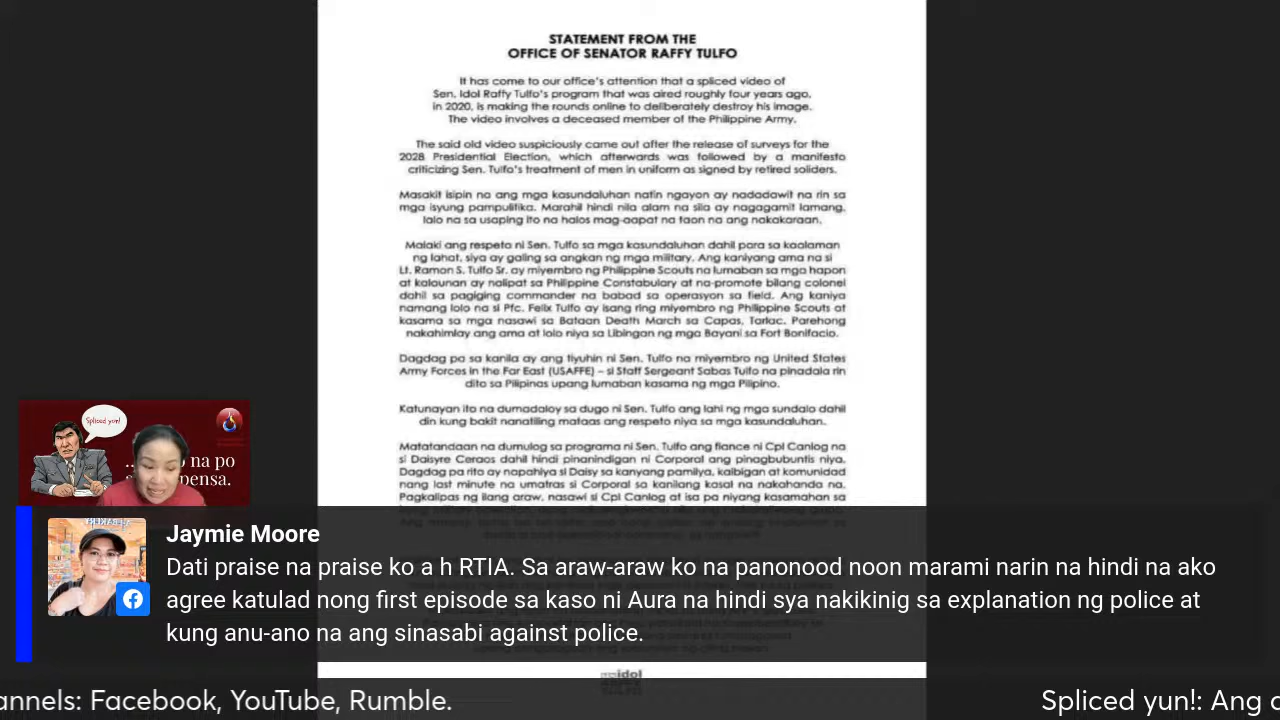 STATEMENT FROM THE
OFFICE OF SENATOR RAFFY TULFO
It has come to our office's attention that a spliced video of
Sen. Idol Raffy Tulfo's program that was aired roughly four years ago,
in 2020, is making the rounds online to deliberately destroy his image.
The video involves a deceased member of the Philippine Army.
The said old video suspiciously came out after the release of surveys for the
2028 Presidential Election, which afterwards was followed by a manifesto
criticizing Sen. Tulfo's treatment of men in uniform as signed by retired soliders.
Masakit isipin na ang mga kasundaluhan natin ngayon ay nadadawit na rin sa
mga isyung pampulitika. Marahil hindi nila alam na sila ay nagagamit lamang,
lalo na sa usaping ito na halos mag-aapat na taon na ang nakakaraan.
Malaki ang respeto ni Sen. Tulfo sa mga kasundaluhan dahil para sa kaalaman
ng lahat, siya ay galing sa angkan ng mga military. Ang kaniyang ama na si
Lt. Ramon S. Tulfo Sr. ay miyembro ng Philippine Scouts na lumaban sa mga hapon
at kalaunan ay nalipat sa Philippine Constabulary at na-promote bilang colonel
dahil sa pagiging commander na babad sa operasyon sa field. Ang kaniya
namang lolo na si Pfc. Felix Tulfo ay isang ring miyembro ng Philippine Scouts at
kasama sa mga nasawi sa Bataan Death March sa Capas, Tarlac. Parehong
nakahimlay ang ama at lolo niya sa Libingan ng mga Bayani sa Fort Bonifacio.
Dagdag pa sa kanila ay ang tiyuhin ni Sen. Tulfo na miyembro ng United States
Army Forces in the Far East (USAFFE) – si Staff Sergeant Sabas Tulfo na pinadala rin
dito sa Pilipinas upang lumaban kasama ng mga Pilipino.
Katunayan ito na dumadaloy sa dugo ni Sen. Tulfo ang lahi ng mga sundalo dahil
din kung bakit nanatiling mataas ang respeto niya sa mga kasundaluhan.
Matatandaan na dumulog sa programa ni Sen. Tulfo ang fiance ni Cpl Canlog na
si Daisyre Ceraos dahil hindi pinanindigan ni Corporal ang pinagbubuntis niya.
Dagdag pa rito ay napahiya si Daisy sa kanyang pamilya, kaibigan at komunidad
nang last minute na umatras si Corporal sa kanilang kasal na nakahanda na.
Pagkalipas ng ilang araw, nasawi si Cpl Canlog at isa pa niyang kasamahan sa
Spliced yun!
na po
pensa.
Jaymie Moore
Dati praise na praise ko a h RTIA. Sa araw-araw ko na panonood noon marami narin na hindi na ako
agree katulad nong first episode sa kaso ni Aura na hindi sya nakikinig sa explanation ng police at
kung anu-ano na ang sinasabi against police.
idol
annels: Facebook, YouTube, Rumble.
Spliced yun!: Ang